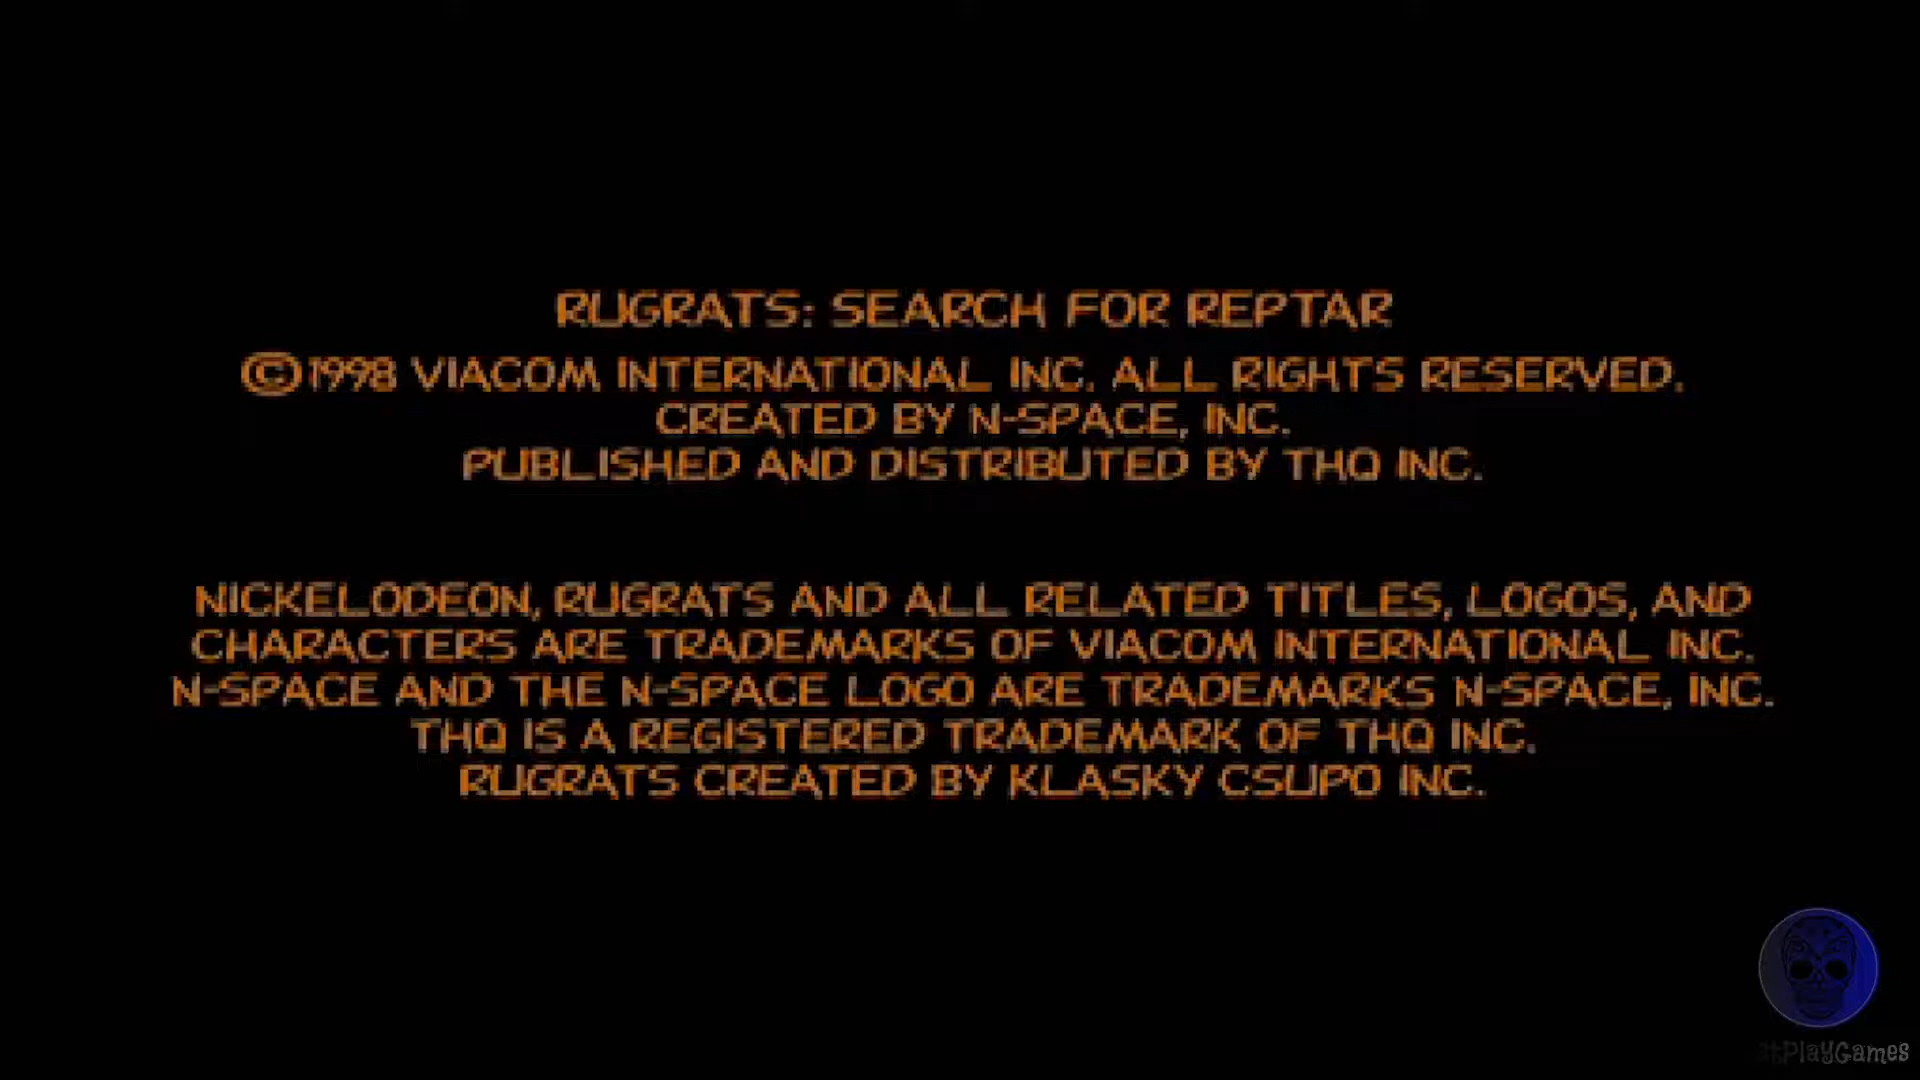 RUGRATS: SEARCH FOR REPTAR
©1998 VIACOM INTERNATIONAL INC. ALL RIGHTS RESERVED.
CREATED BY N-SPACE, INC.
PUBLISHED AND DISTRIBUTED BY THQ INC.
NICKELODEON, RUGRATS AND ALL RELATED TITLES, LOGOS, AND
CHARACTERS ARE TRADEMARKS OF VIACOM INTERNATIONAL INC.
N-SPACE AND THE N-SPACE LOGO ARE TRADEMARKS N-SPACE, INC.
THQ IS A REGISTERED TRADEMARK OF THQ INC.
RUGRATS CREATED BY KLASKY CSUPO INC.